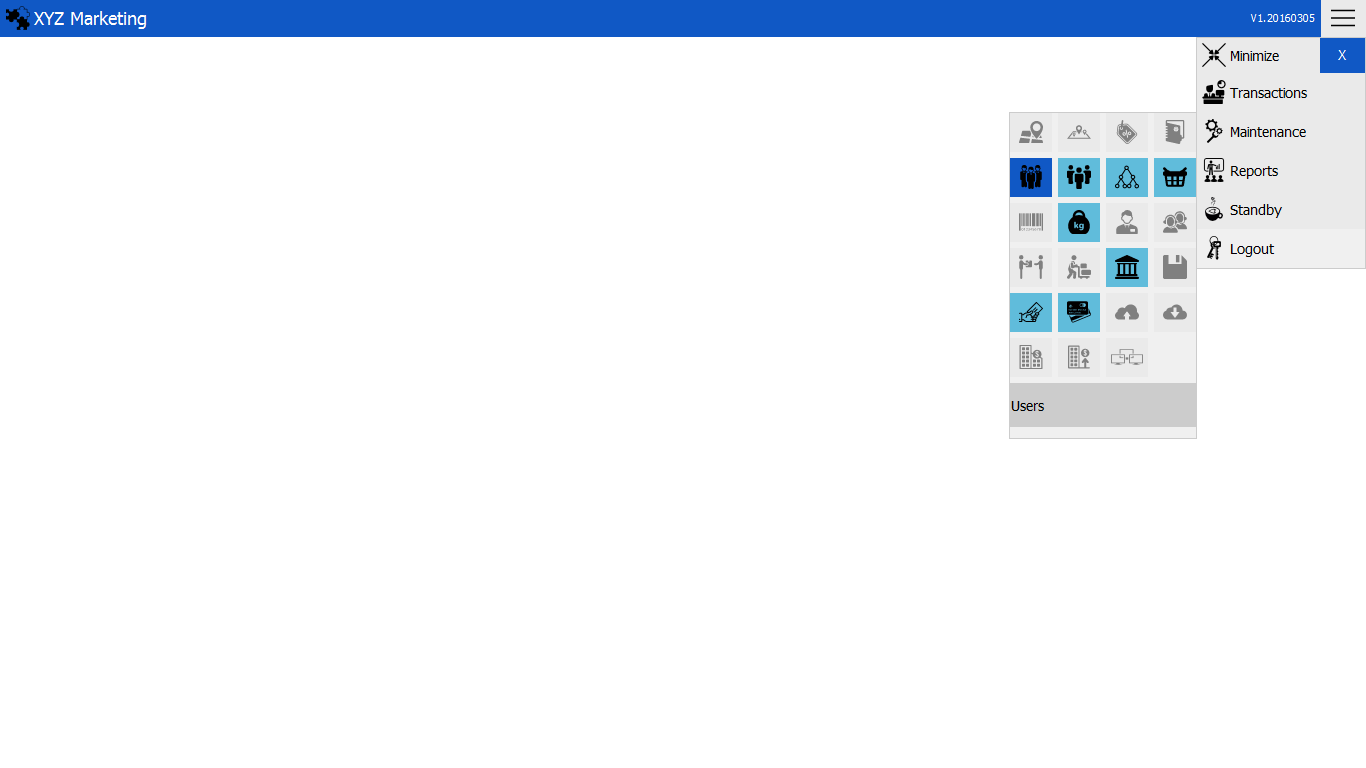 XYZ Marketing
V1.20160305
Minimize
X
Transactions
Maintenance
Reports
Standby
Logout
kg
Users